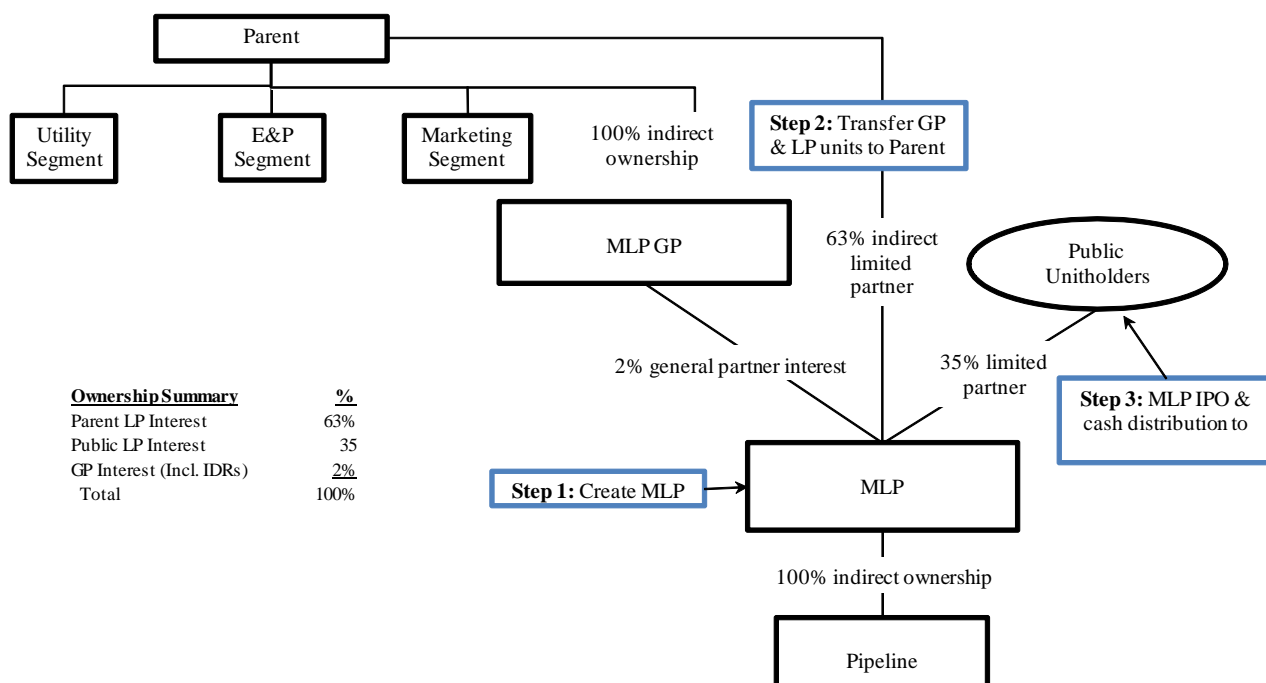 Parent
Utility
Segment
E&P
Segment
Marketing
Segment
100% indirect
ownership
Step 2: Transfer GP
& LP units to Parent
MLP GP
63% indirect
limited
partner
Public
Unitholders
2% general partner interest
35% limited
partner
Step 3: MLP IPO &
cash distribution to
Ownership Summary %
Parent LP Interest 63%
Public LP Interest 35
GP Interest (Incl. IDRs) 2%
Total 100%
Step 1: Create MLP
MLP
100% indirect ownership
Pipeline